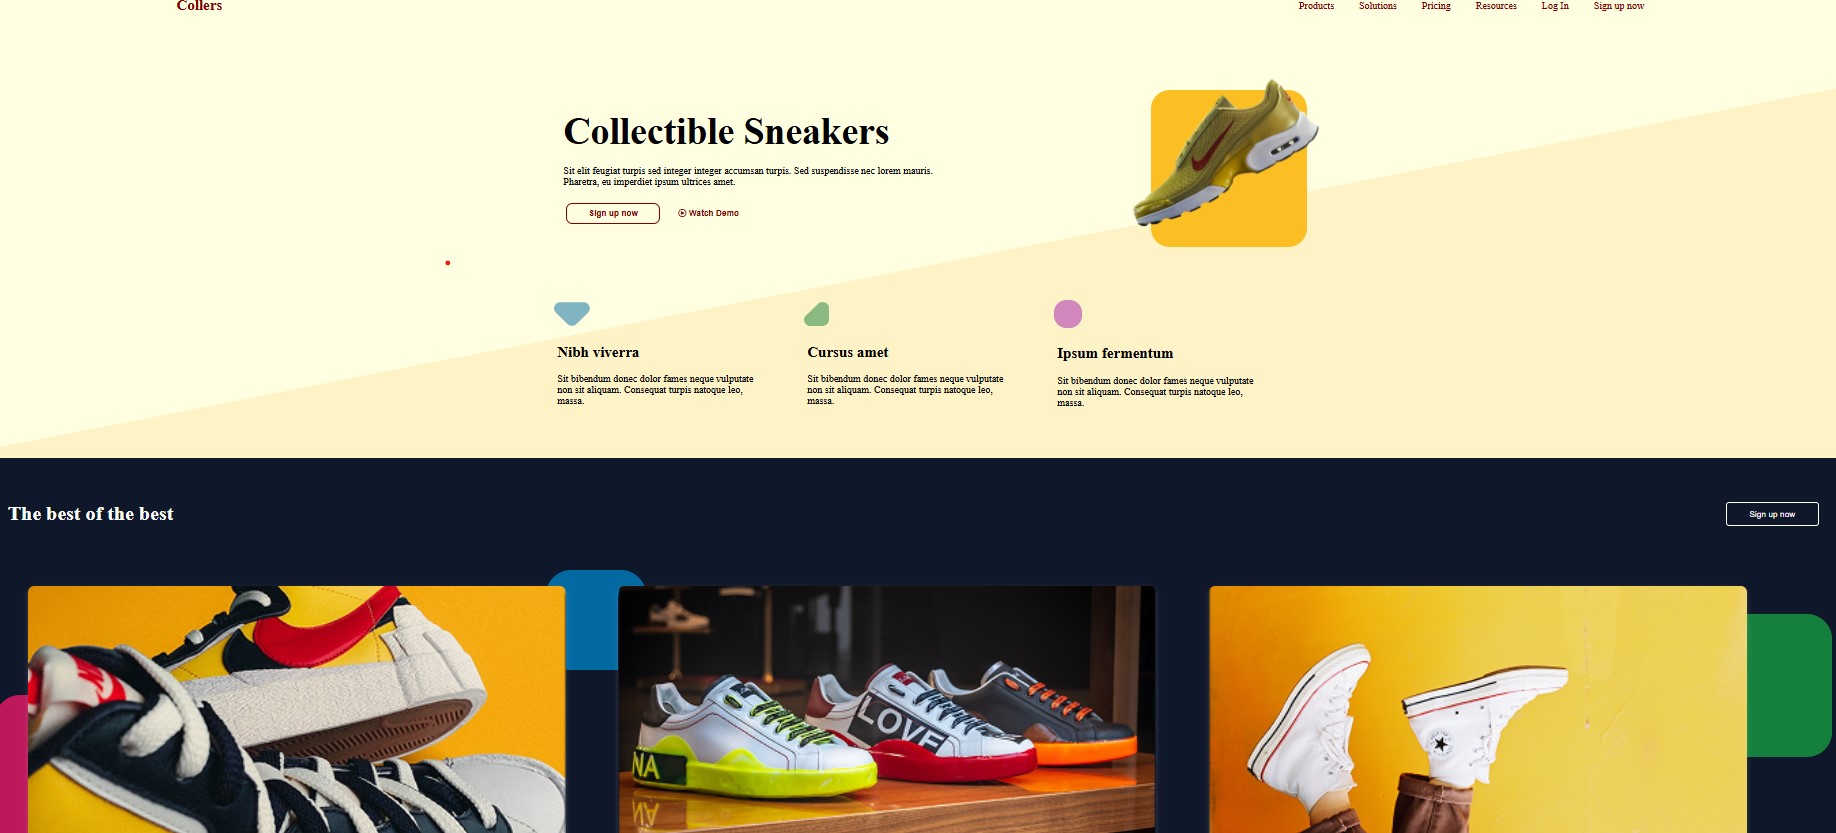 Collers
Products Solutions Pricing Resources Log In Sign up now
Collectible Sneakers
Sit elit feugiat turpis sed integer integer accumsan turpis. Sed suspendisse nec lorem mauris.
Pharetra, eu imperdiet ipsum ultrices amet.
Sign up now Watch Demo
Nibh viverra
Sit bibendum donec dolor fames neque vulputate
non sit aliquam. Consequat turpis natoque leo,
massa.
Cursus amet
Sit bibendum donec dolor fames neque vulputate
non sit aliquam. Consequat turpis natoque leo,
massa.
Ipsum fermentum
Sit bibendum donec dolor fames neque vulputate
non sit aliquam. Consequat turpis natoque leo,
massa.
The best of the best
Sign up now
NA
LOVE